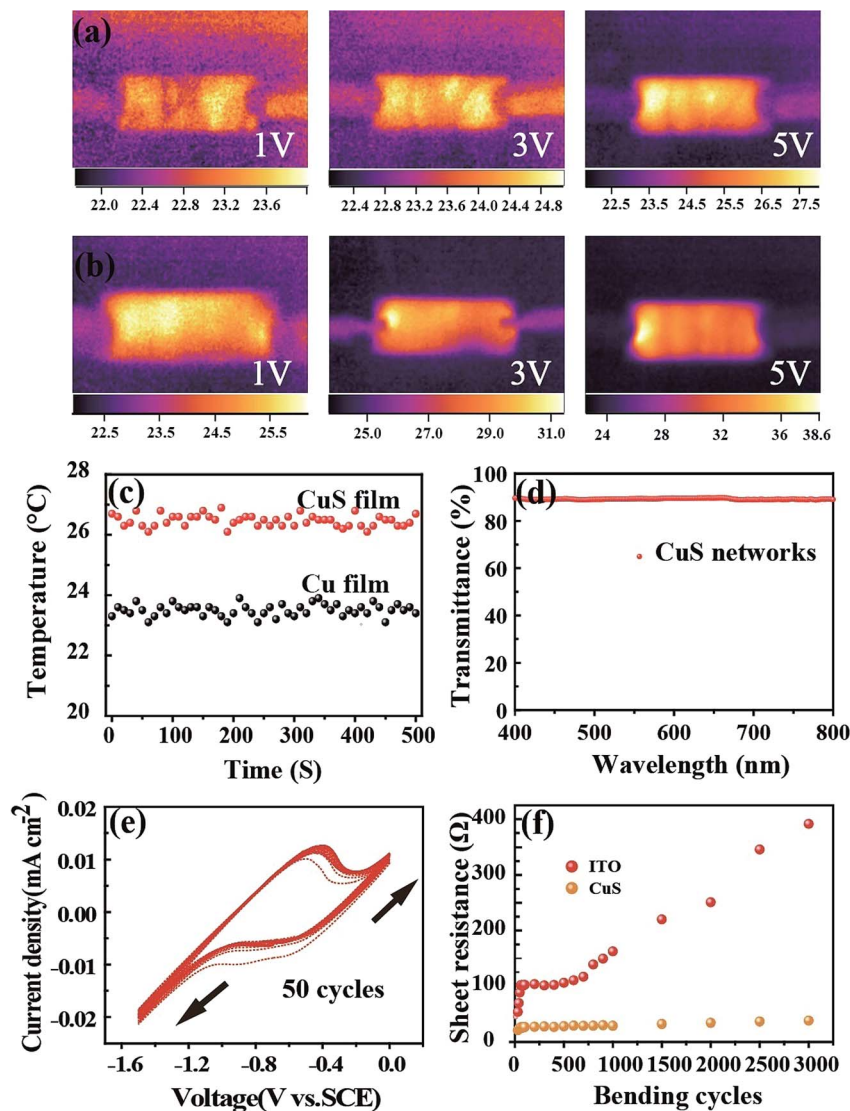 (a)
1V
3V
5V
22.0 22.4 22.8 23.2 23.6
22.4 22.8 23.2 23.6 24.0 24.4 24.8
22.5 23.5 24.5 25.5 26.5 27.5
(b)
1V
3V
5V
22.5 23.5 24.5 25.5
25.0 27.0 29.0 31.0
24 28 32 36 38.6
(c)
28
26
24
22
20
CuS film
Cu film
0 100 200 300 400 500
Time (S)
Temperature (°C)
(d)
100
80
60
40
20
0
CuS networks
400 500 600 700 800
Wavelength (nm)
Transmittance (%)
(e)
0.02
0.01
0.00
-0.01
-0.02
50 cycles
-1.6 -1.2 -0.8 -0.4 0.0
Voltage(V vs.SCE)
Current density(mA cm-2)
(f)
400
300
200
100
0
ITO
CuS
0 500 1000 1500 2000 2500 3000
Bending cycles
Sheet resistance (Ω)